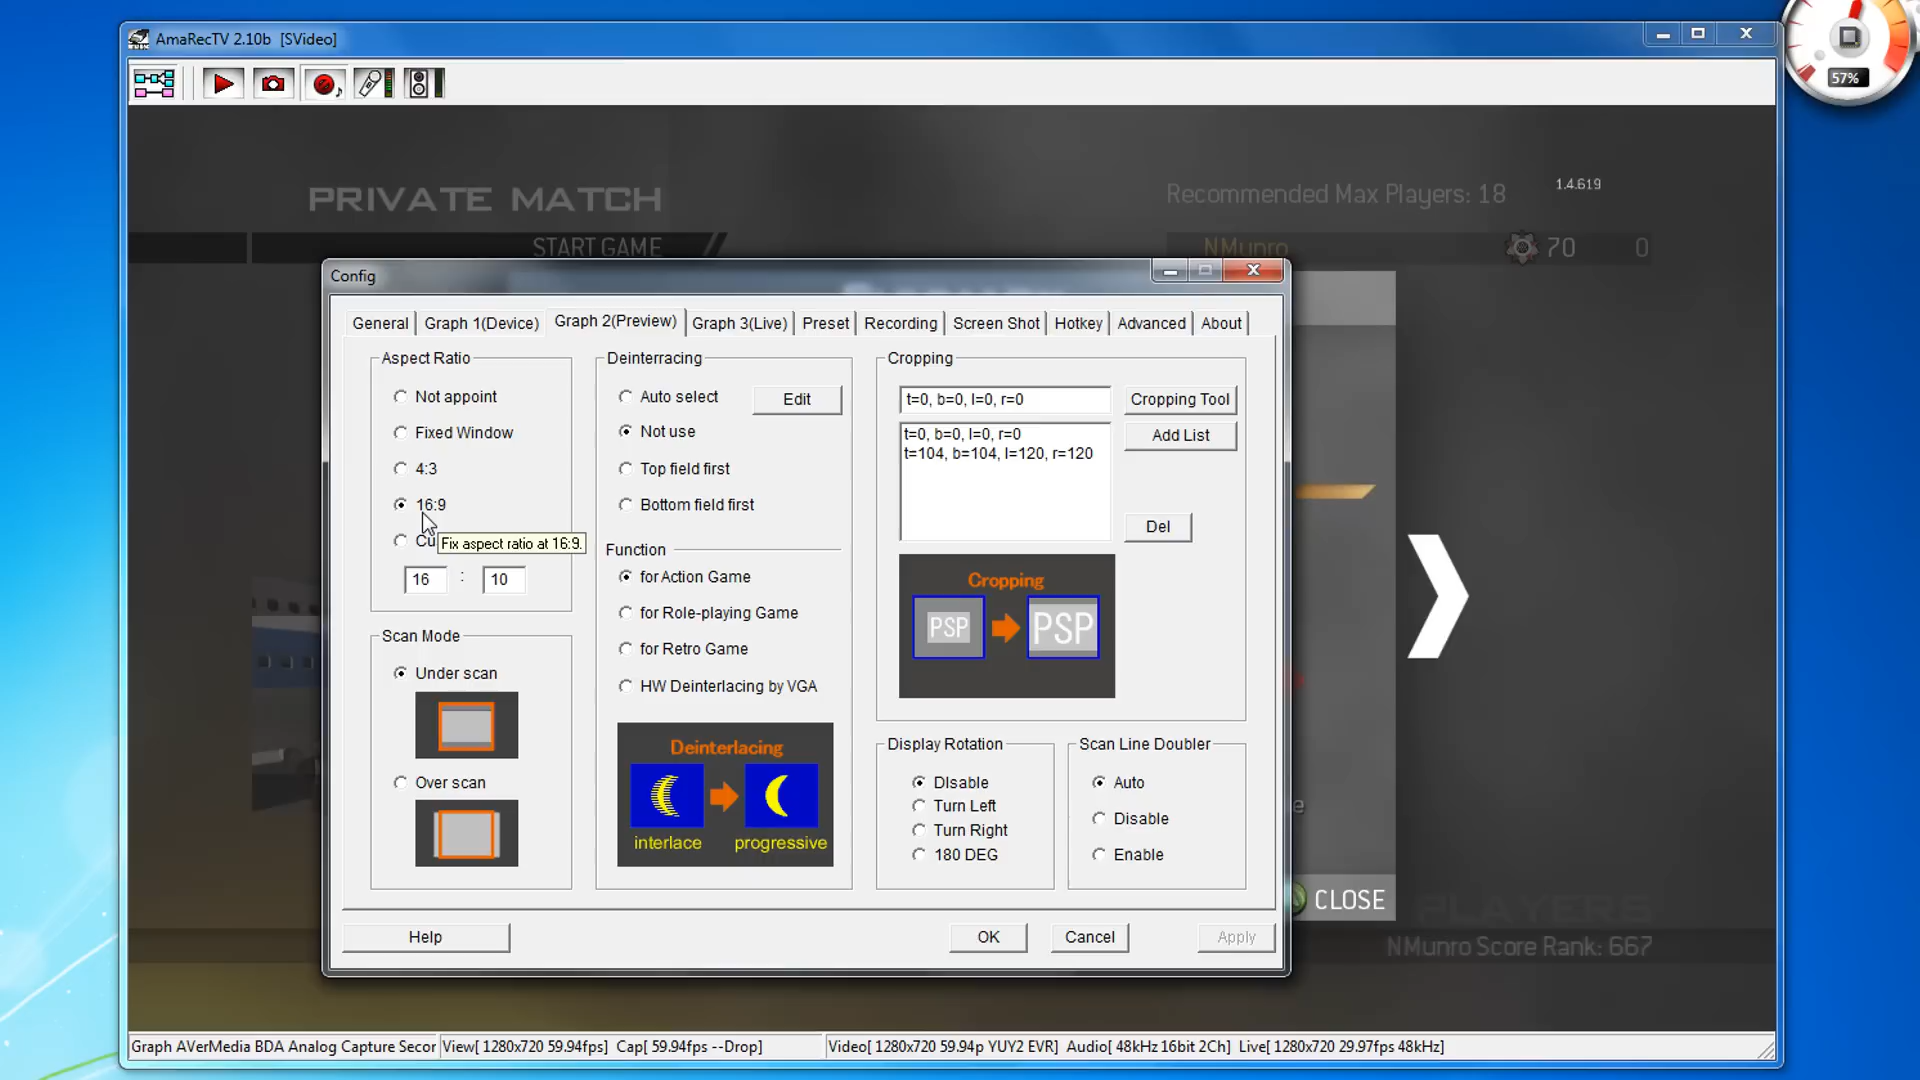 57%
AmaRecTV 2.10b [SVideo]
PRIVATE MATCH
Recommended Max Players: 18
1.4.619
START GAME
NMunro
70
0
Config
General
Graph 1(Device)
Graph 2(Preview)
Graph 3(Live)
Preset
Recording
Screen Shot
Hotkey
Advanced
About
Aspect Ratio
Not appoint
Fixed Window
4:3
16:9
Cu
Fix aspect ratio at 16:9.
16 : 10
Scan Mode
Under scan
Over scan
Deinterracing
Auto select
Edit
Not use
Top field first
Bottom field first
Function
for Action Game
for Role-playing Game
for Retro Game
HW Deinterlacing by VGA
Deinterlacing
interlace
progressive
Cropping
t=0, b=0, l=0, r=0
Cropping Tool
t=0, b=0, l=0, r=0
t=104, b=104, l=120, r=120
Add List
Del
Cropping
PSP
PSP
Display Rotation
DIsable
Turn Left
Turn Right
180 DEG
Scan Line Doubler
Auto
Disable
Enable
Help
OK
Cancel
Apply
CLOSE
PLAYERS
NMunro Score Rank: 667
Graph AVerMedia BDA Analog Capture Secor
View[ 1280x720 59.94fps] Cap[ 59.94fps --Drop]
Video[ 1280x720 59.94p YUY2 EVR] Audio[ 48kHz 16bit 2Ch] Live[ 1280x720 29.97fps 48kHz]